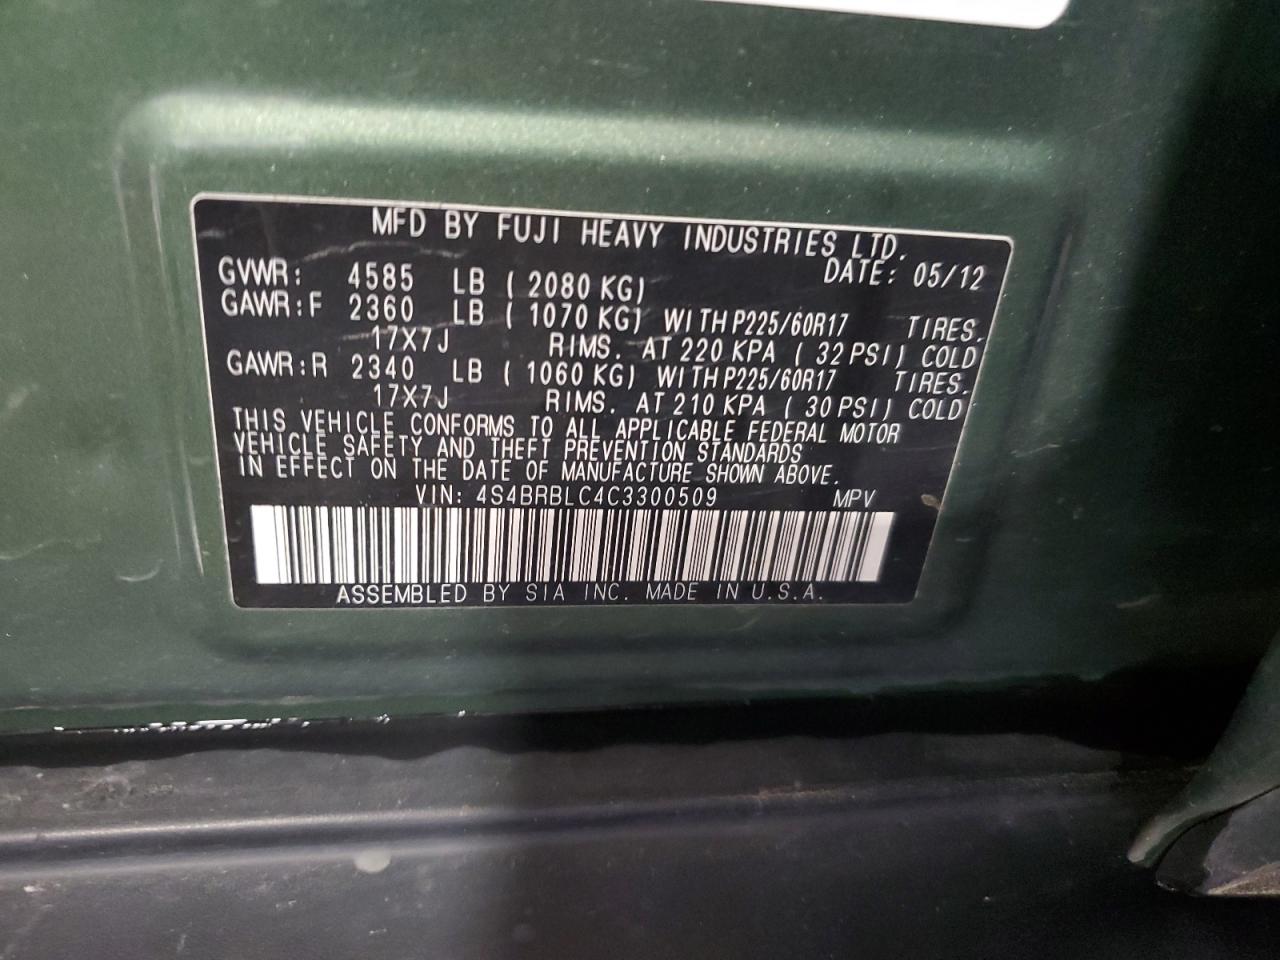 MFD BY FUJI HEAVY INDUSTRIES LTD.
DATE: 05/12
GVWR: 4585 LB ( 2080 KG)
GAWR:F 2360 LB ( 1070 KG) WITH P225/60R17 TIRES.
17X7J RIMS. AT 220 KPA ( 32 PSI) COLD
GAWR:R 2340 LB ( 1060 KG) WITH P225/60R17 TIRES.
17X7J RIMS. AT 210 KPA ( 30 PSI) COLD
THIS VEHICLE CONFORMS TO ALL APPLICABLE FEDERAL MOTOR
VEHICLE SAFETY AND THEFT PREVENTION STANDARDS
IN EFFECT ON THE DATE OF MANUFACTURE SHOWN ABOVE.
VIN: 4S4BRBLC4C3300509 MPV
ASSEMBLED BY SIA INC. MADE IN U.S.A.